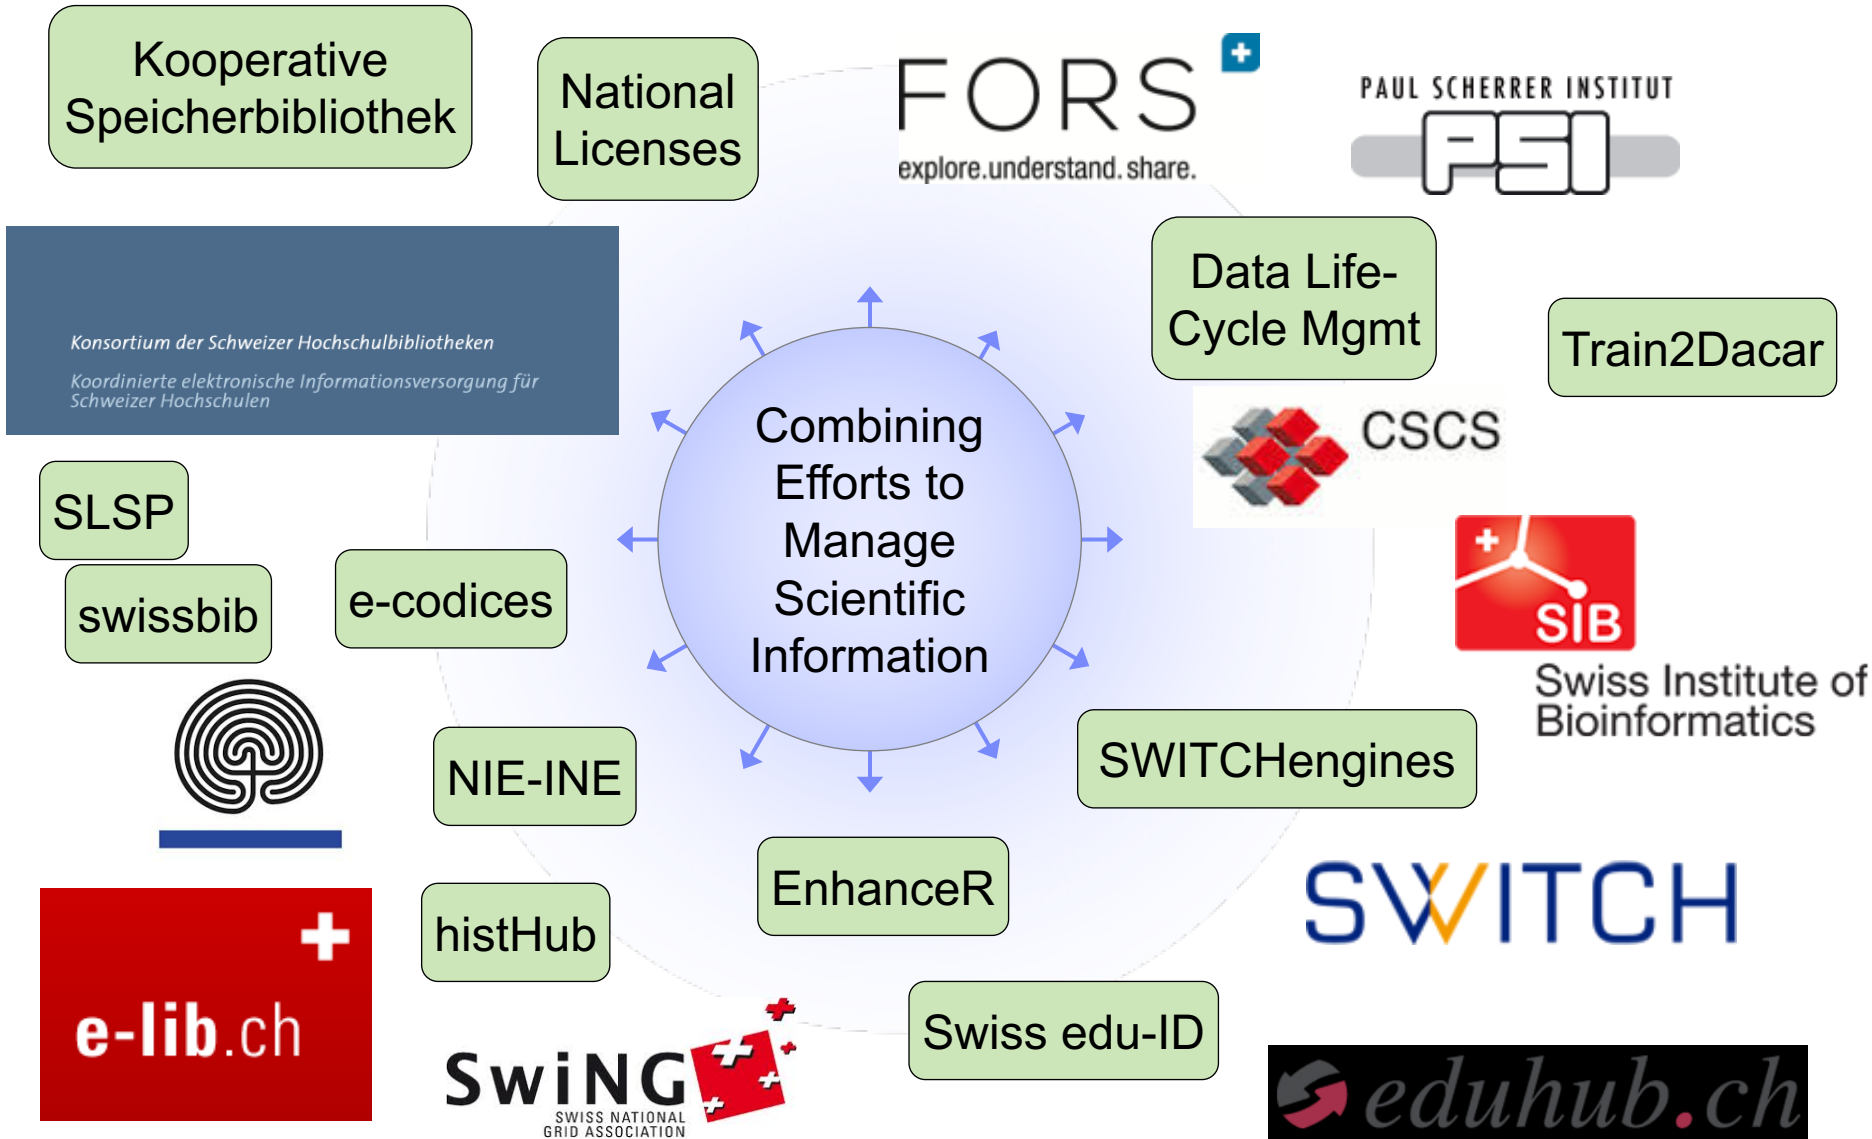 Kooperative
Speicherbibliothek
National
Licenses
FORS
explore.understand.share.
PAUL SCHERRER INSTITUT
PSI
Konsortium der Schweizer Hochschulbibliotheken
Koordinierte elektronische Informationsversorgung für
Schweizer Hochschulen
Data Life-
Cycle Mgmt
Train2Dacar
CSCS
Combining
Efforts to
Manage
Scientific
Information
SLSP
swissbib
e-codices
SIB
Swiss Institute of
Bioinformatics
NIE-INE
SWITCHengines
EnhanceR
histHub
SWITCH
e-lib.ch
Swiss edu-ID
SwiNG
SWISS NATIONAL
GRID ASSOCIATION
eduhub.ch